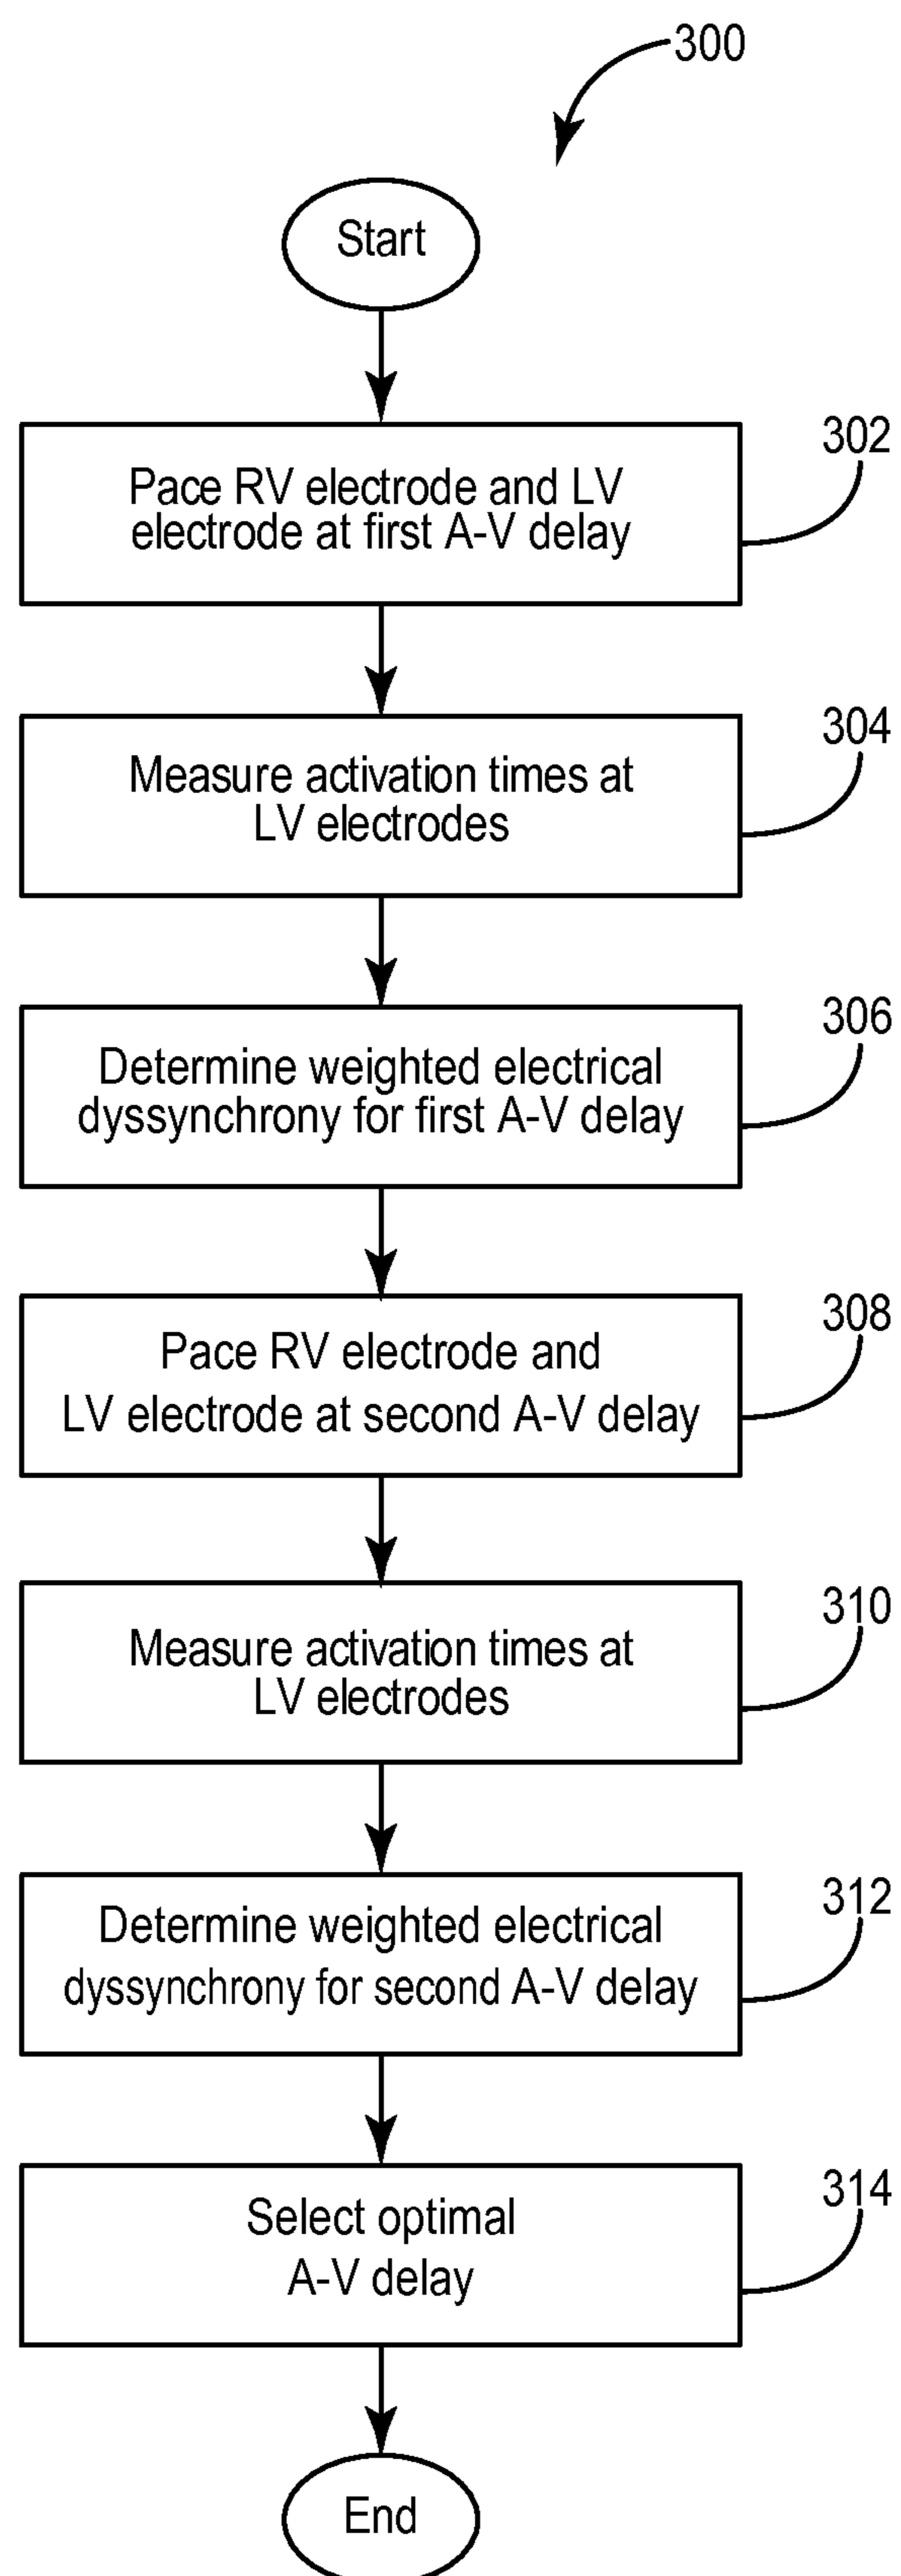 300
Start
302
Pace RV electrode and LV
electrode at first A-V delay
304
Measure activation times at
LV electrodes
306
Determine weighted electrical
dyssynchrony for first A-V delay
308
Pace RV electrode and
LV electrode at second A-V delay
310
Measure activation times at
LV electrodes
312
Determine weighted electrical
dyssynchrony for second A-V delay
314
Select optimal
A-V delay
End